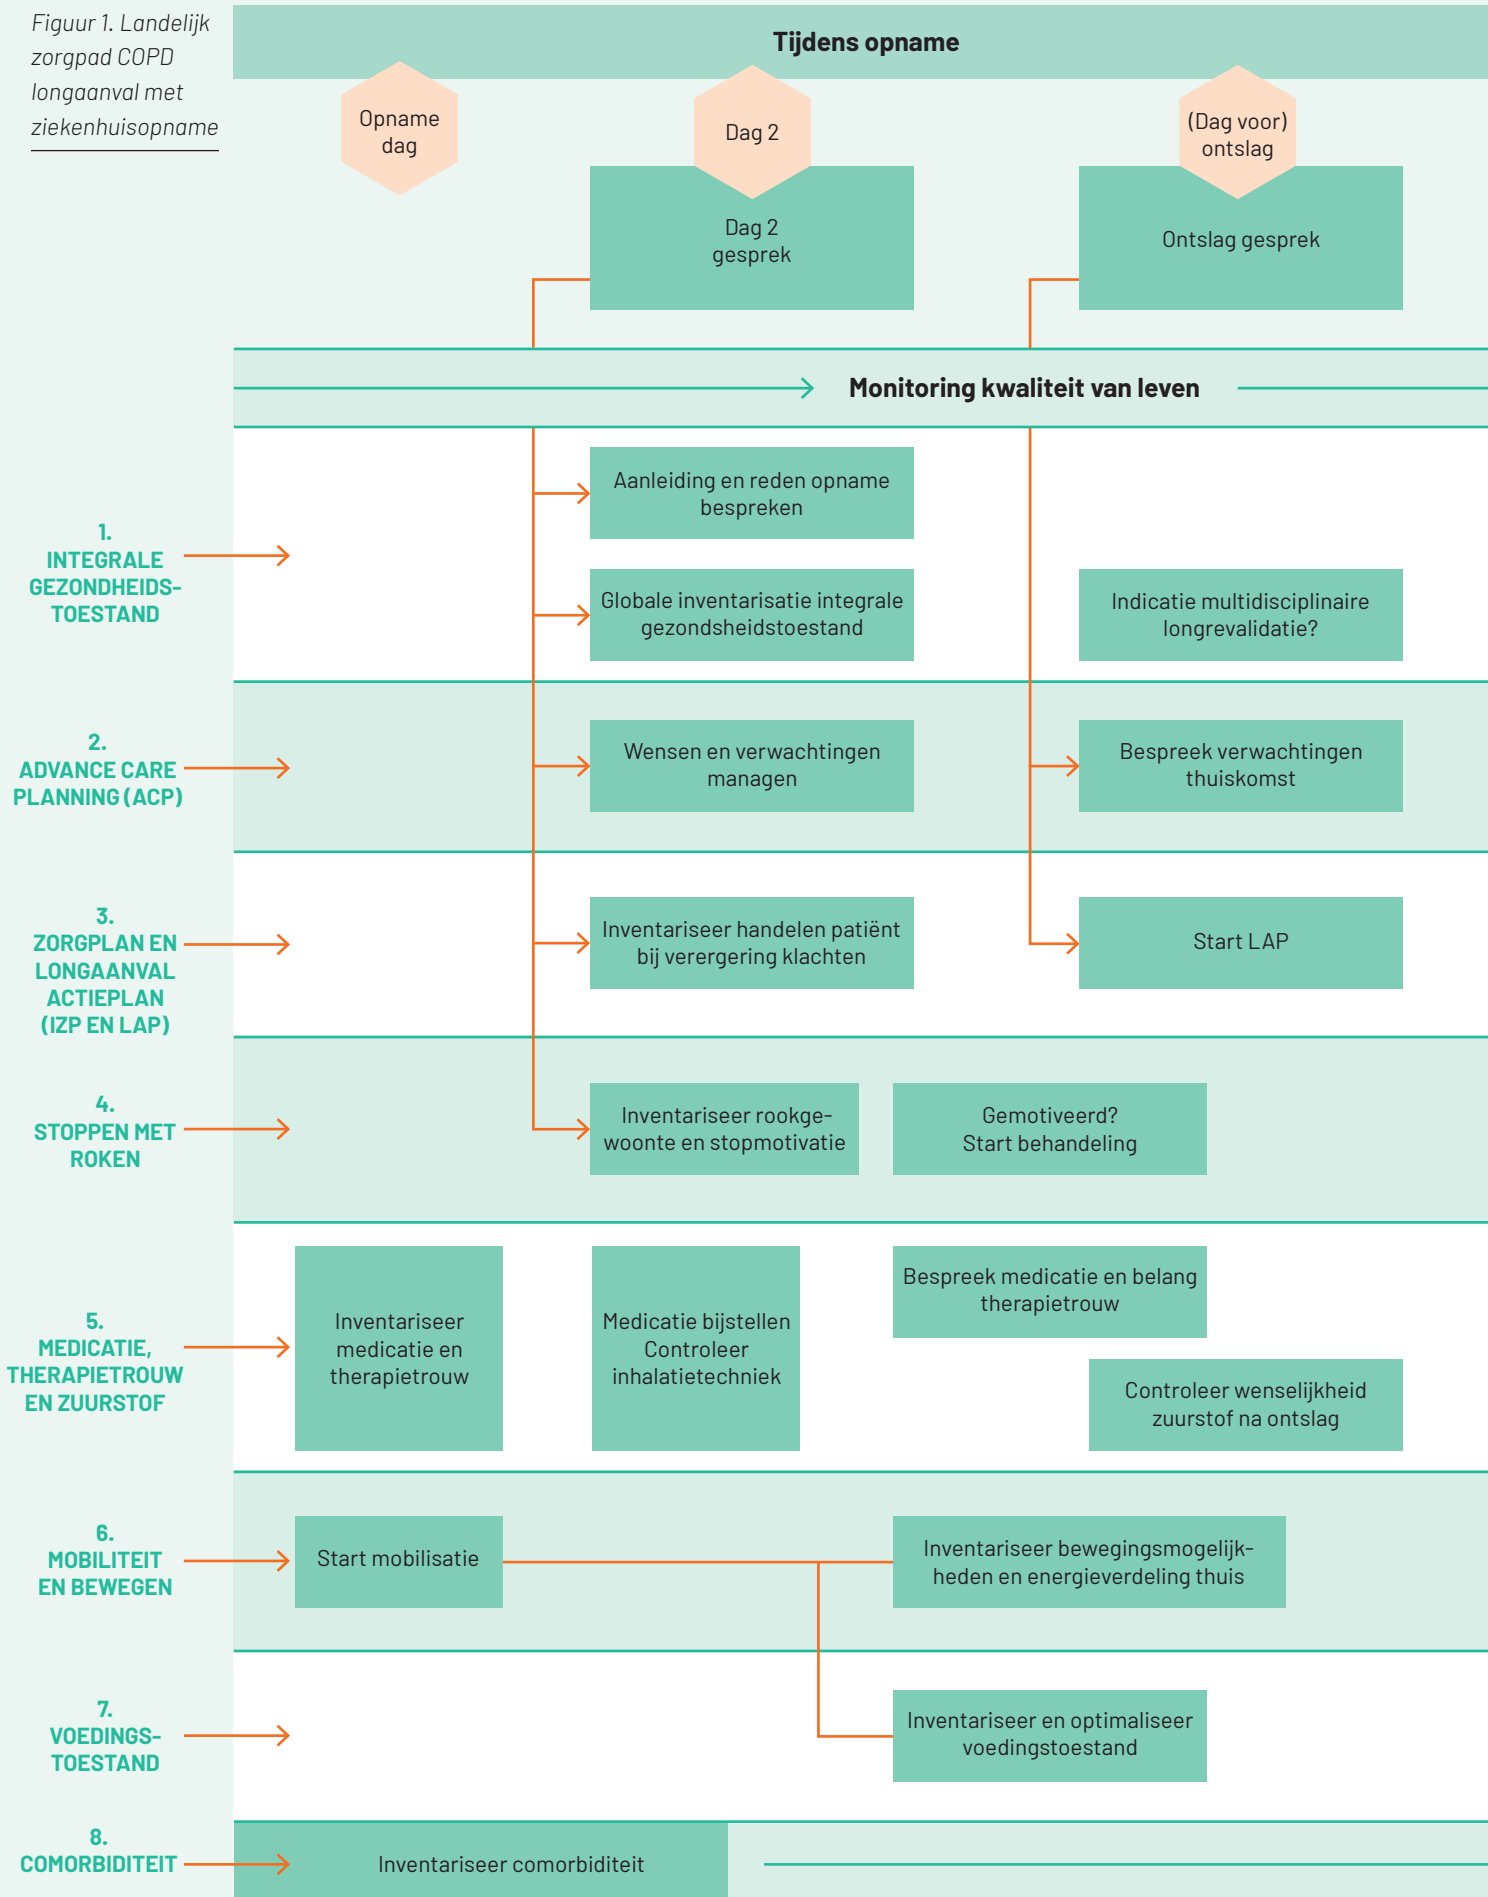 Figuur 1. Landelijk
zorgpad COPD
longaanval met
ziekenhuisopname
Tijdens opname
Opname
dag
Dag 2
(Dag voor)
ontslag
Dag 2
gesprek
Ontslag gesprek
Monitoring kwaliteit van leven
1.
INTEGRALE
GEZONDHEIDS-
TOESTAND
Aanleiding en reden opname
bespreken
Globale inventarisatie integrale
gezondsheidstoestand
Indicatie multidisciplinaire
longrevalidatie?
2.
ADVANCE CARE
PLANNING (ACP)
Wensen en verwachtingen
managen
Bespreek verwachtingen
thuiskomst
3.
ZORGPLAN EN
LONGAANVAL
ACTIEPLAN
(IZP EN LAP)
Inventariseer handelen patiënt
bij verergering klachten
Start LAP
4.
STOPPEN MET
ROKEN
Inventariseer rookge-
woonte en stopmotivatie
Gemotiveerd?
Start behandeling
5.
MEDICATIE,
THERAPIETROUW
EN ZUURSTOF
Inventariseer
medicatie en
therapietrouw
Medicatie bijstellen
Controleer
inhalatietechniek
Bespreek medicatie en belang
therapietrouw
Controleer wenselijkheid
zuurstof na ontslag
6.
MOBILITEIT
EN BEWEGEN
Start mobilisatie
Inventariseer bewegingsmogelijk-
heden en energieverdeling thuis
7.
VOEDINGS-
TOESTAND
Inventariseer en optimaliseer
voedingstoestand
8.
COMORBIDITEIT
Inventariseer comorbiditeit